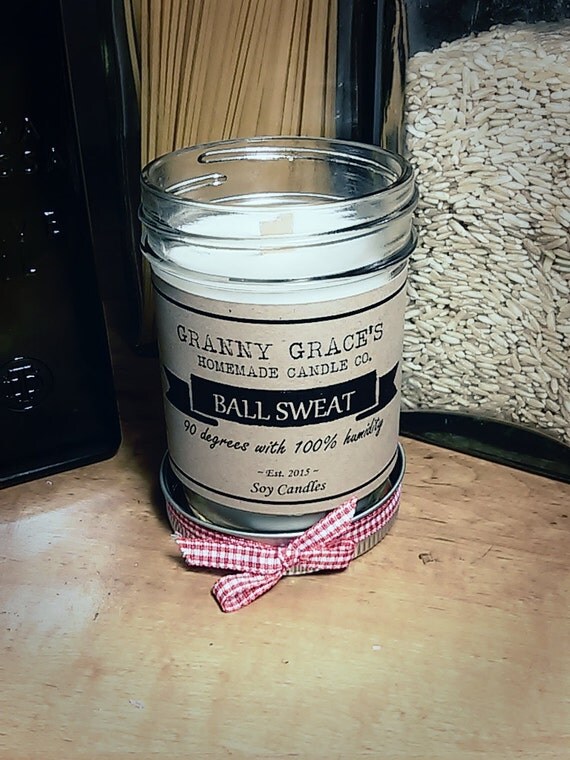 GRANNY GRACE'S
HOMEMADE CANDLE CO.
BALL SWEAT
90 degrees with 100% humidity
~ Est. 2015 ~
Soy Candles